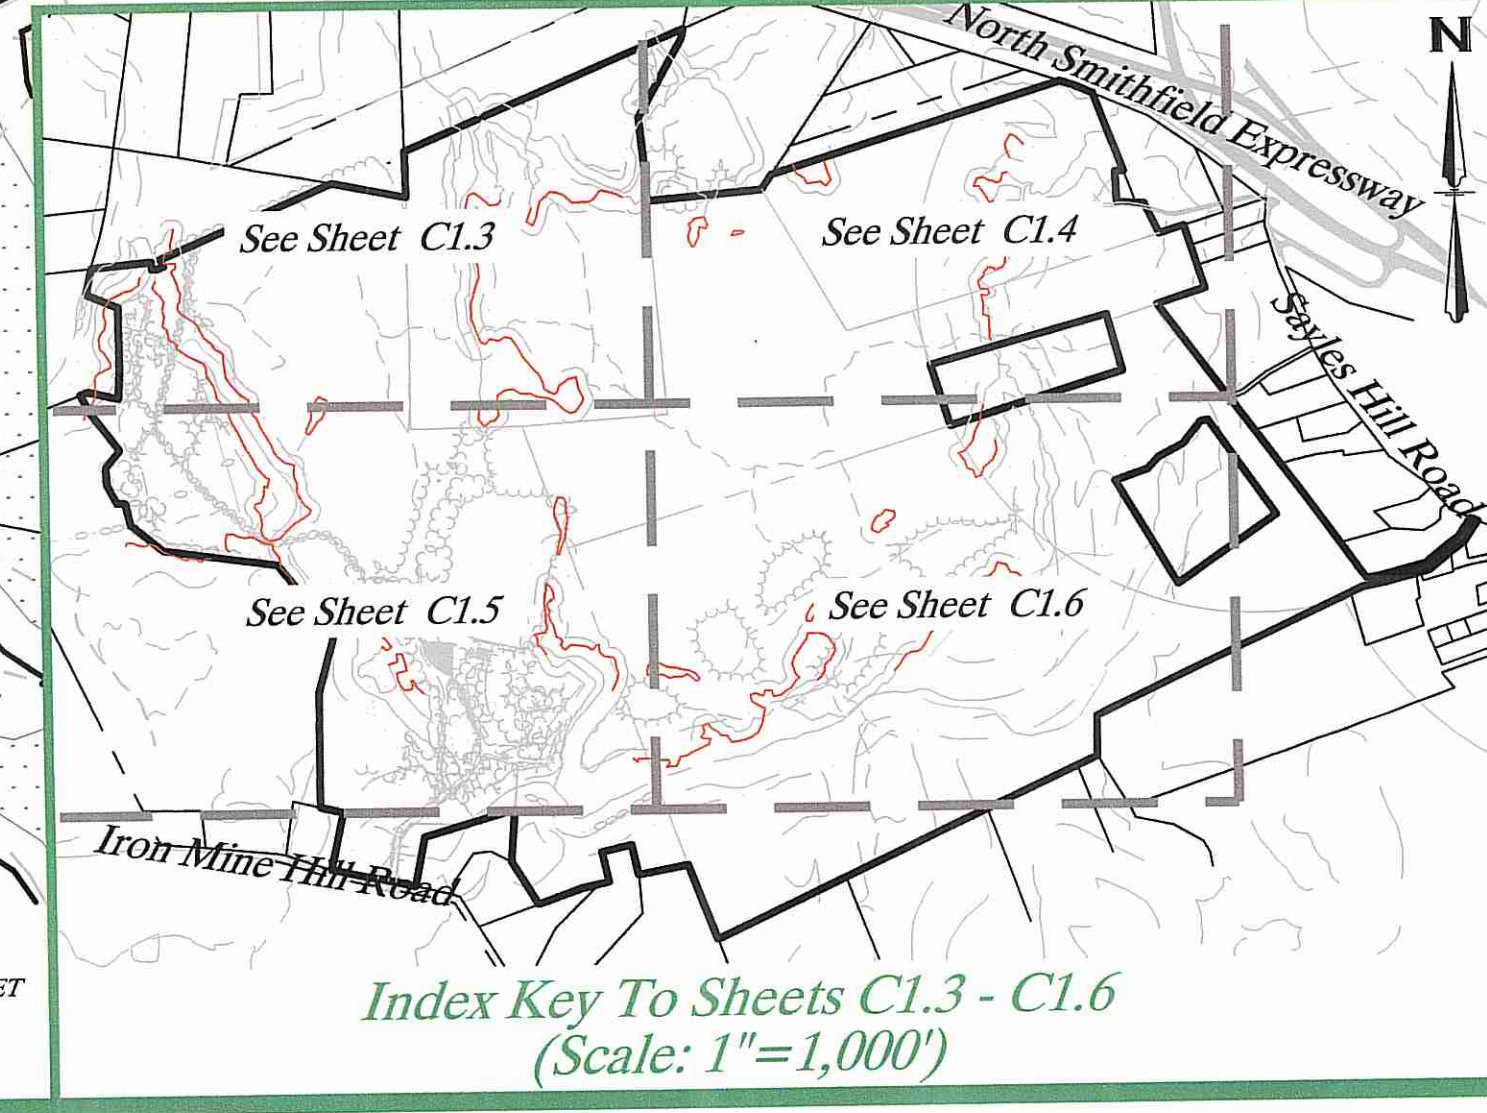 North Smithfield Expressway
N
See Sheet C1.3
See Sheet C1.4
Sayles Hill Road
See Sheet C1.5
See Sheet C1.6
Iron Mine Hill Road
ET
Index Key To Sheets C1.3 - C1.6
(Scale: 1"=1,000')